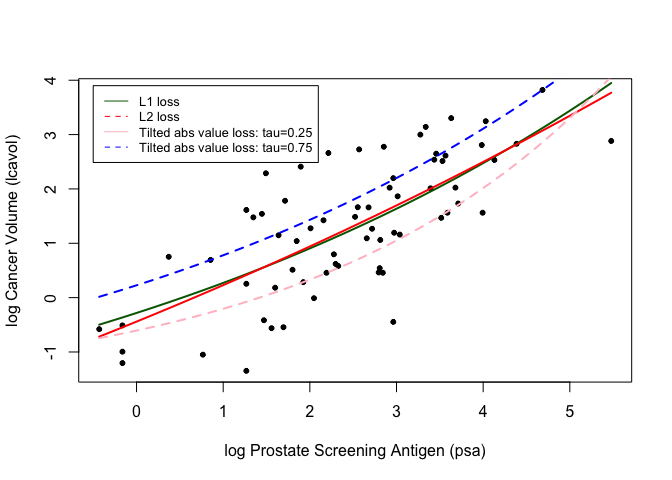 4
3
2
1
0
-1
log Cancer Volume (lcavol)
L1 loss
L2 loss
Tilted abs value loss: tau=0.25
Tilted abs value loss: tau=0.75
0 1 2 3 4 5
log Prostate Screening Antigen (psa)